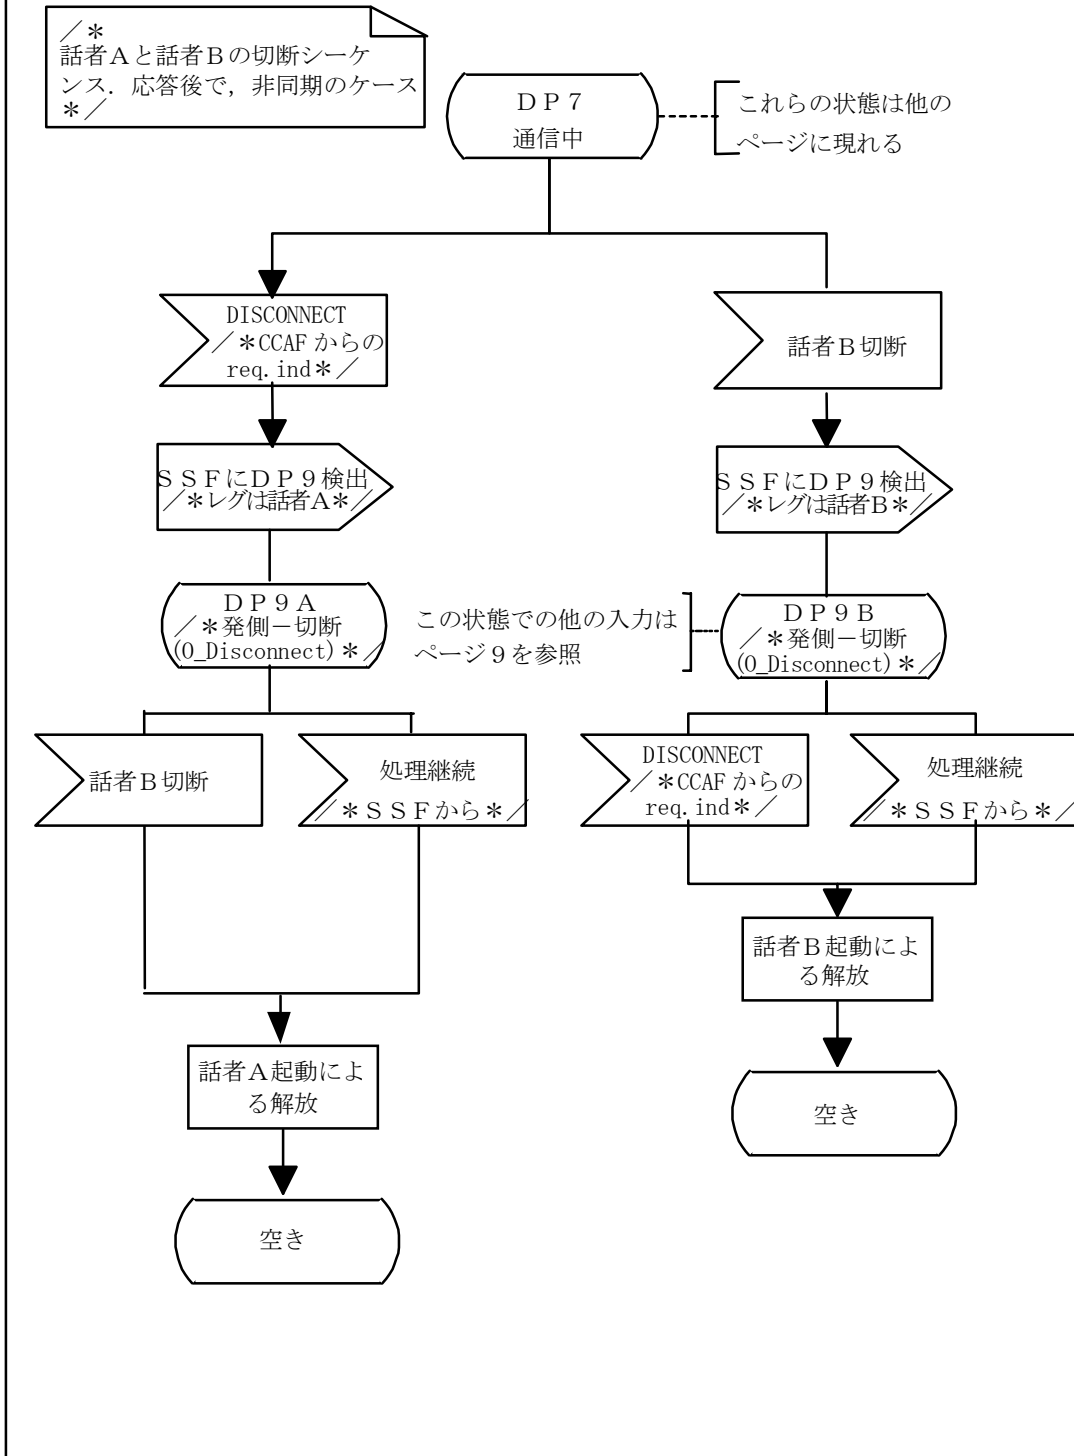 ／＊
話者Ａと話者Ｂの切断シーケ
ンス．応答後で，非同期のケース
＊／
ＤＰ７
通信中
これらの状態は他の
ページに現れる
DISCONNECT
／＊CCAF からの
req.ind＊／
話者Ｂ切断
ＳＳＦにＤＰ９検出
／＊レグは話者Ａ＊／
ＳＳＦにＤＰ９検出
／＊レグは話者Ｂ＊／
ＤＰ９Ａ
／＊発側－切断
(O_Disconnect)＊／
この状態での他の入力は
ページ９を参照
ＤＰ９Ｂ
／＊発側－切断
(O_Disconnect)＊／
話者Ｂ切断
処理継続
／＊ＳＳＦから＊／
DISCONNECT
／＊CCAF からの
req.ind＊／
処理継続
／＊ＳＳＦから＊／
話者Ｂ起動によ
る解放
話者Ａ起動によ
る解放
空き
空き